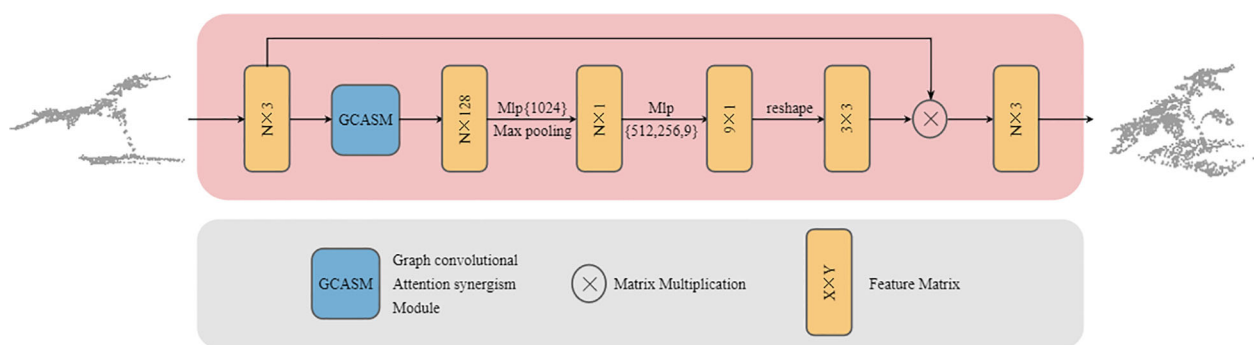 N×3
GCASM
N×128
Mlp{1024}
Max pooling
N×1
Mlp
{512,256,9}
9×1
reshape
3×3
N×3
GCASM
Graph convolutional
Attention synergism
Module
Matrix Multiplication
X×Y
Feature Matrix